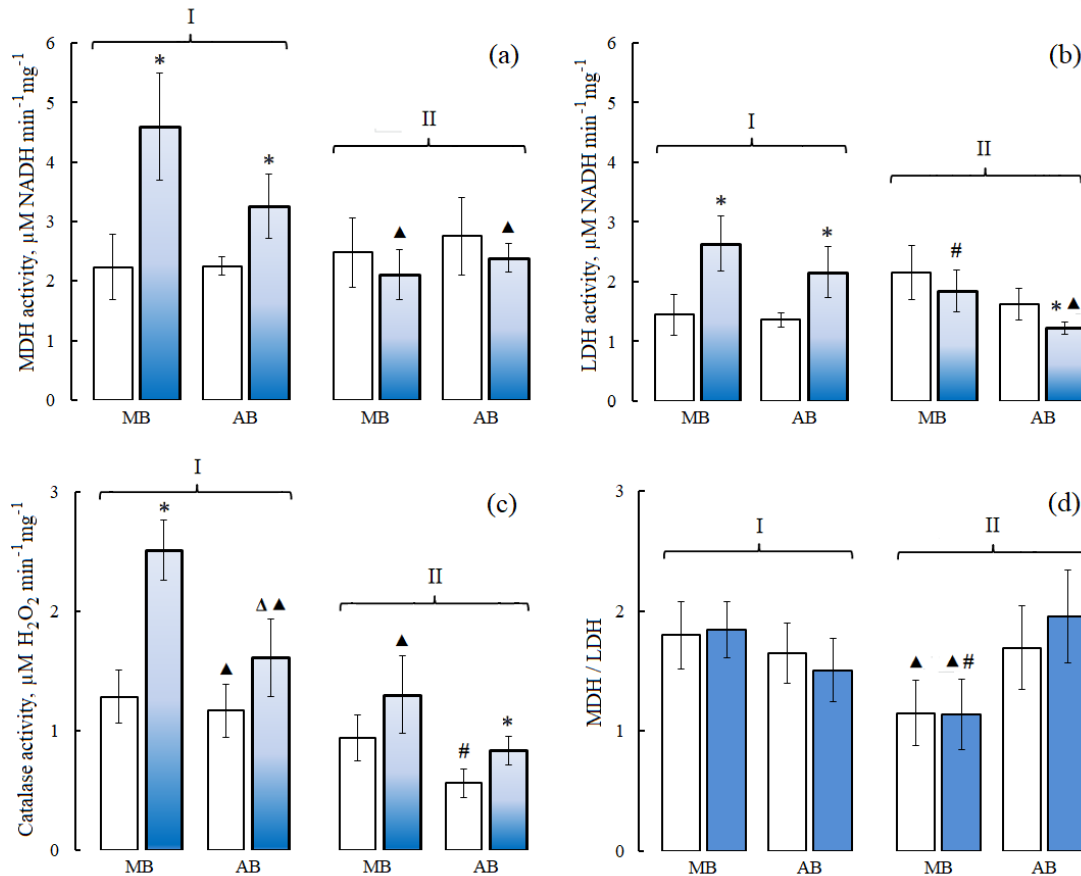 I
(a)
MDH activity, µM NADH min⁻¹mg⁻¹
6
5
4
3
2
1
0
*
*
II
▲
▲
MB
AB
MB
AB
(b)
LDH activity, µM NADH min⁻¹mg⁻¹
6
5
4
3
2
1
0
I
*
*
II
#
*▲
MB
AB
MB
AB
I
(c)
Catalase activity, µM H₂O₂ min⁻¹mg⁻¹
3
2
1
0
*
▲
Δ▲
II
▲
#
*
MB
AB
MB
AB
(d)
MDH / LDH
3
2
1
0
I
II
▲
▲#
MB
AB
MB
AB